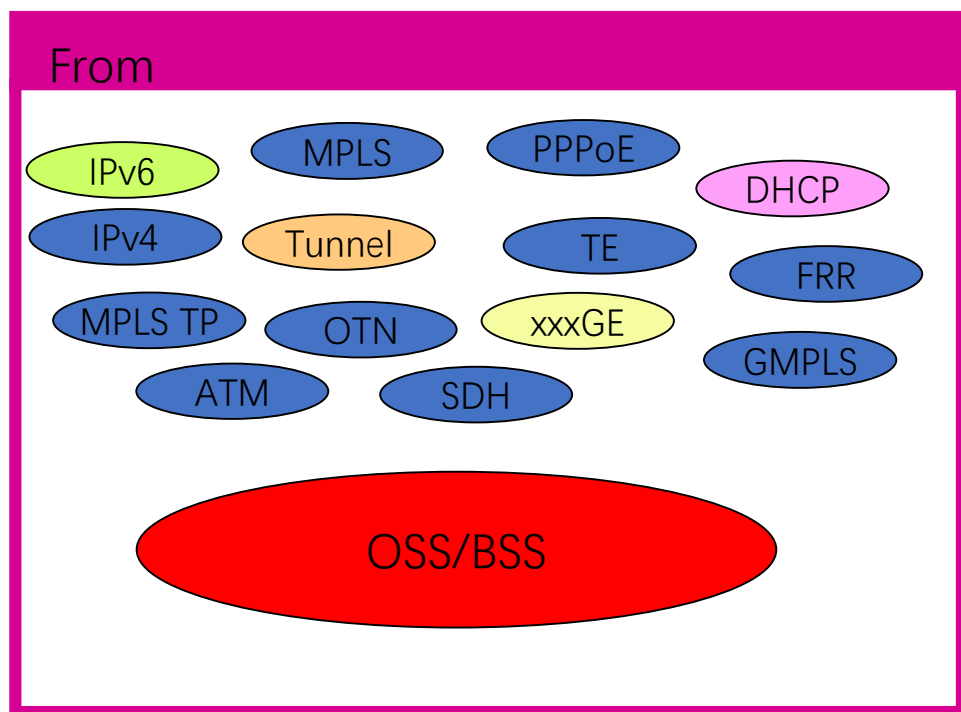 From
MPLS
PPPoE
IPv6
DHCP
IPv4
Tunnel
TE
FRR
MPLS TP
OTN
xxxGE
GMPLS
ATM
SDH
OSS/BSS